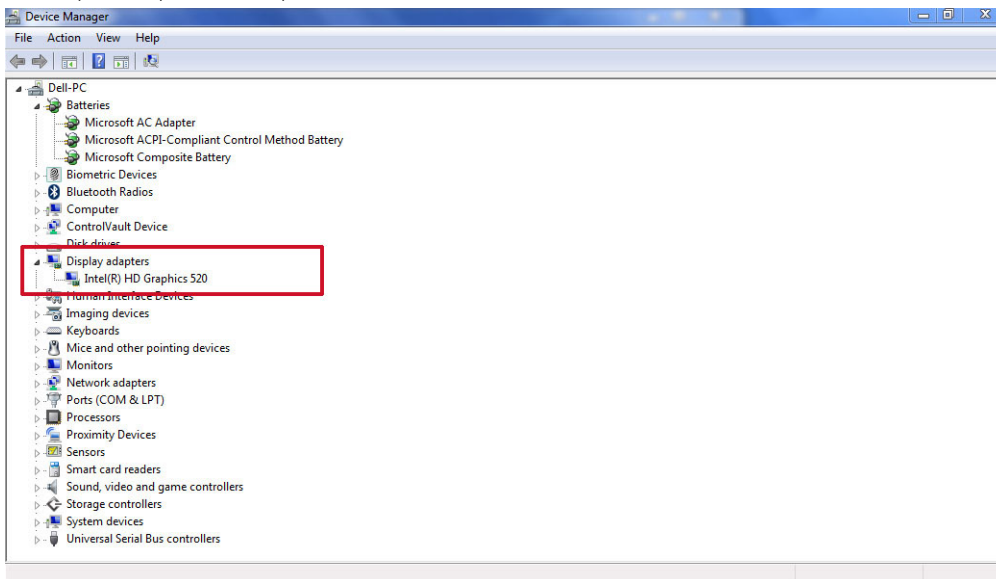 Device Manager
File Action View Help
Dell-PC
Batteries
Microsoft AC Adapter
Microsoft ACPI-Compliant Control Method Battery
Microsoft Composite Battery
Biometric Devices
Bluetooth Radios
Computer
ControlVault Device
Disk drives
Display adapters
Intel(R) HD Graphics 520
Human Interface Devices
Imaging devices
Keyboards
Mice and other pointing devices
Monitors
Network adapters
Ports (COM & LPT)
Processors
Proximity Devices
Sensors
Smart card readers
Sound, video and game controllers
Storage controllers
System devices
Universal Serial Bus controllers